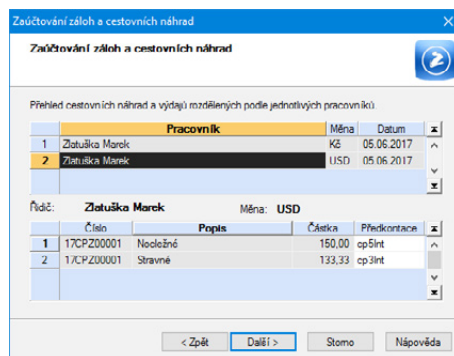 Zaúčtování záloh a cestovních náhrad
Zaúčtování záloh a cestovních náhrad
2
Přehled cestovních náhrad a výdajů rozdělených podle jednotlivých pracovníků.
Pracovník Měna Datum
1 Zlatuška Marek Kč 05.06.2017
2 Zlatuška Marek USD 05.06.2017
Řidič: Zlatuška Marek Měna: USD
Číslo Popis Částka Předkontace
1 17CPZ00001 Nocložné 150,00 cp5Int
2 17CPZ00001 Stravné 133,33 cp3Int
< Zpět Další > Storno Nápověda